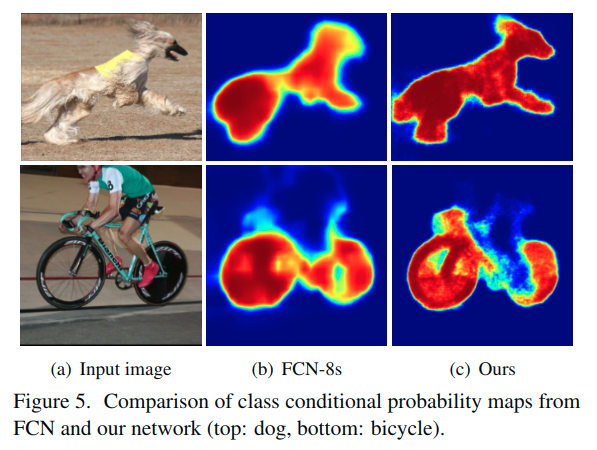 (a) Input image
(b) FCN-8s
(c) Ours
Figure 5. Comparison of class conditional probability maps from
FCN and our network (top: dog, bottom: bicycle).